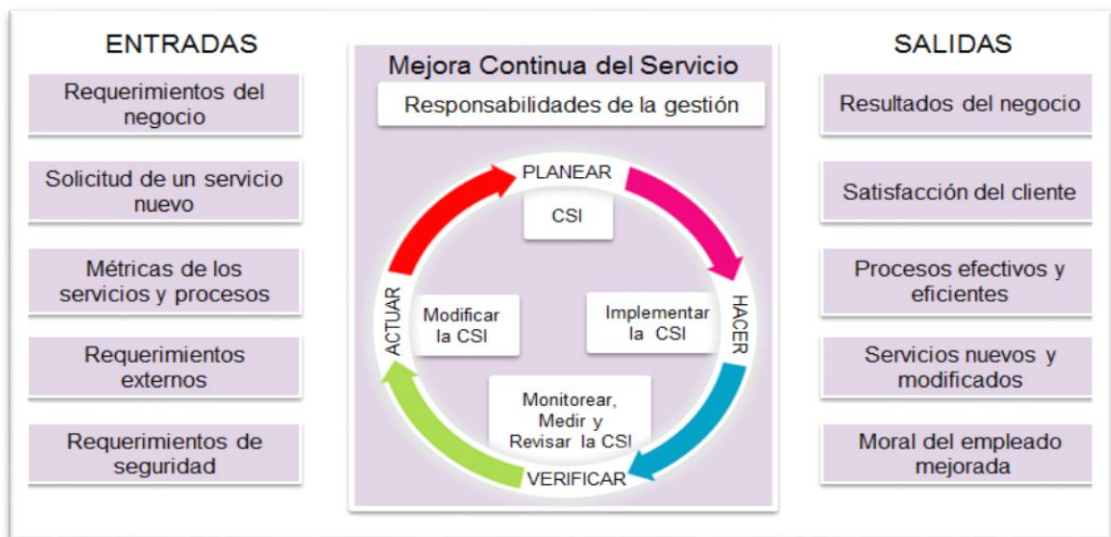 ENTRADAS
Requerimientos del
negocio
Solicitud de un servicio
nuevo
Métricas de los
servicios y procesos
Requerimientos
externos
Requerimientos de
seguridad
Mejora Continua del Servicio
Responsabilidades de la gestión
PLANEAR
CSI
HACER
Implementar
la CSI
Monitorear,
Medir y
Revisar la CSI
VERIFICAR
ACTUAR
Modificar
la CSI
SALIDAS
Resultados del negocio
Satisfacción del cliente
Procesos efectivos y
eficientes
Servicios nuevos y
modificados
Moral del empleado
mejorada